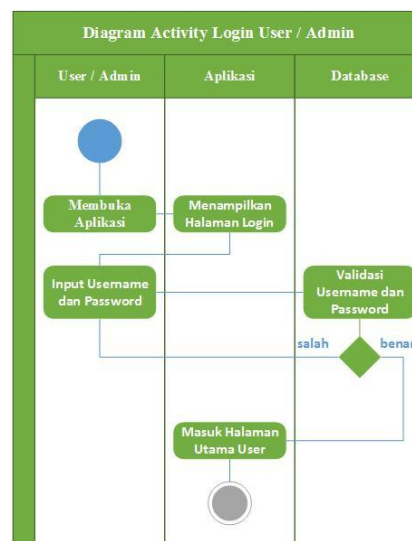 Diagram Activity Login User / Admin
User / Admin
Aplikasi
Database
Membuka
Aplikasi
Menampilkan
Halaman Login
Input Username
dan Password
Validasi
Username dan
Password
salah
benar
Masuk Halaman
Utama User